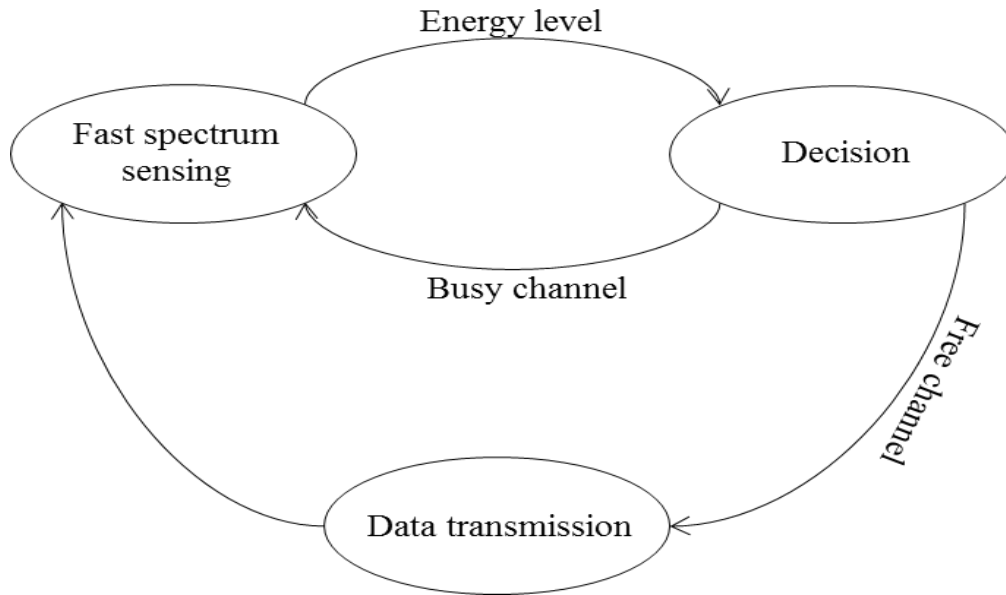 Energy level
Fast spectrum
sensing
Decision
Busy channel
Free channel
Data transmission